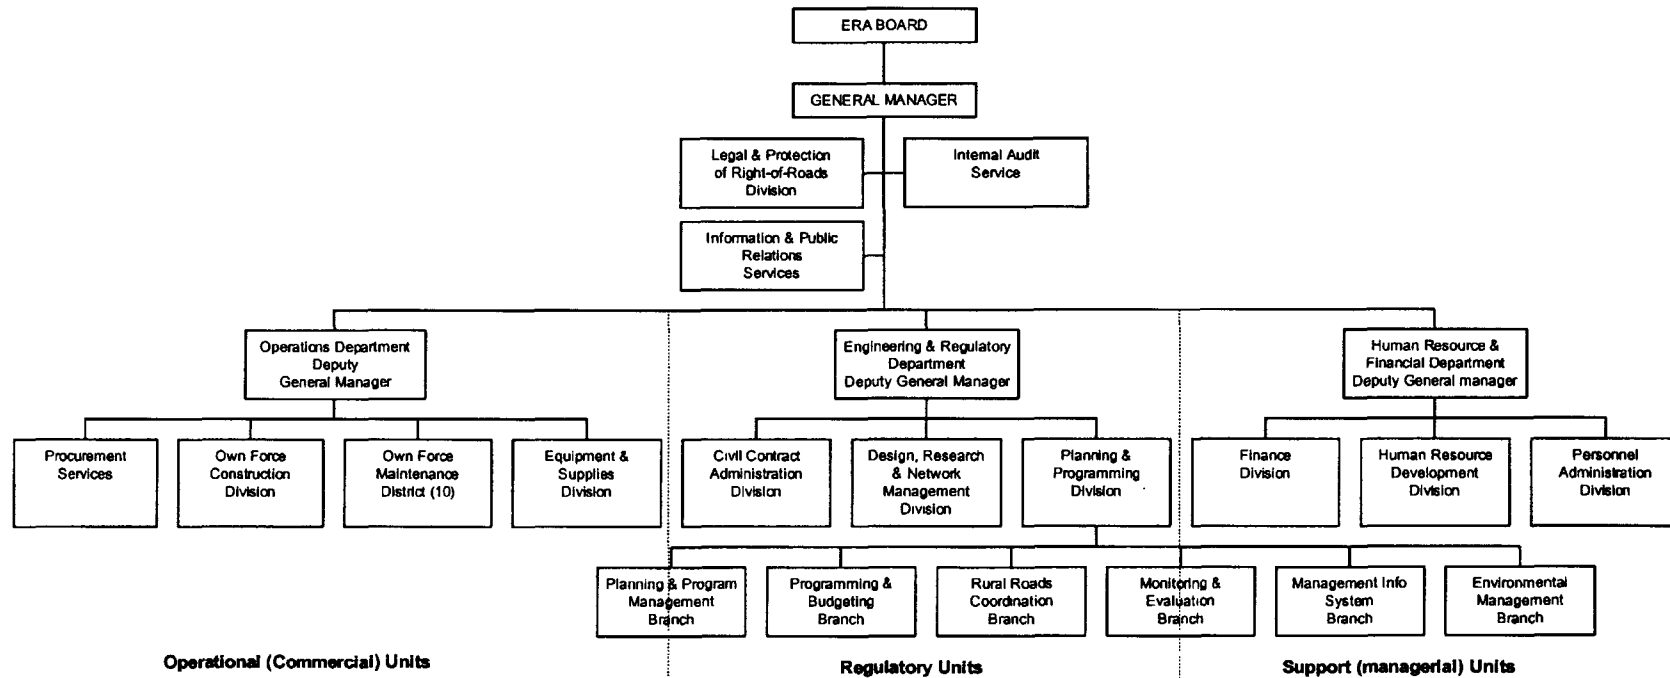 ERA BOARD
GENERAL MANAGER
Legal & Protection
of Right-of-Roads
Division
Internal Audit
Service
Information & Public
Relations
Services
Operations Department
Deputy
General Manager
Engineering & Regulatory
Department
Deputy General Manager
Human Resource &
Financial Department
Deputy General manager
Procurement
Services
Own Force
Construction
Division
Own Force
Maintenance
District (10)
Equipment &
Supplies
Division
Civil Contract
Administration
Division
Design, Research
& Network
Management
Division
Planning &
Programming
Division
Finance
Division
Human Resource
Development
Division
Personnel
Administration
Division
Planning & Program
Management
Branch
Programming &
Budgeting
Branch
Rural Roads
Coordination
Branch
Monitoring &
Evaluation
Branch
Management Info
System
Branch
Environmental
Management
Branch
Operational (Commercial) Units
Regulatory Units
Support (managerial) Units